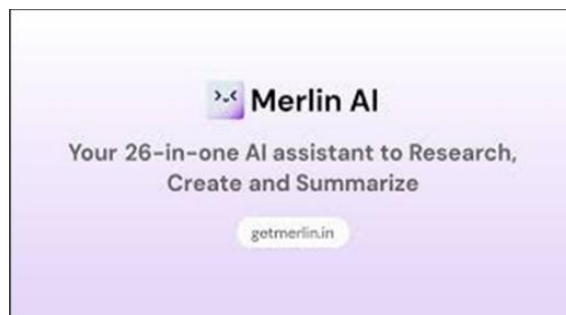 Merlin AI
Your 26-in-one AI assistant to Research,
Create and Summarize
getmerlin.in